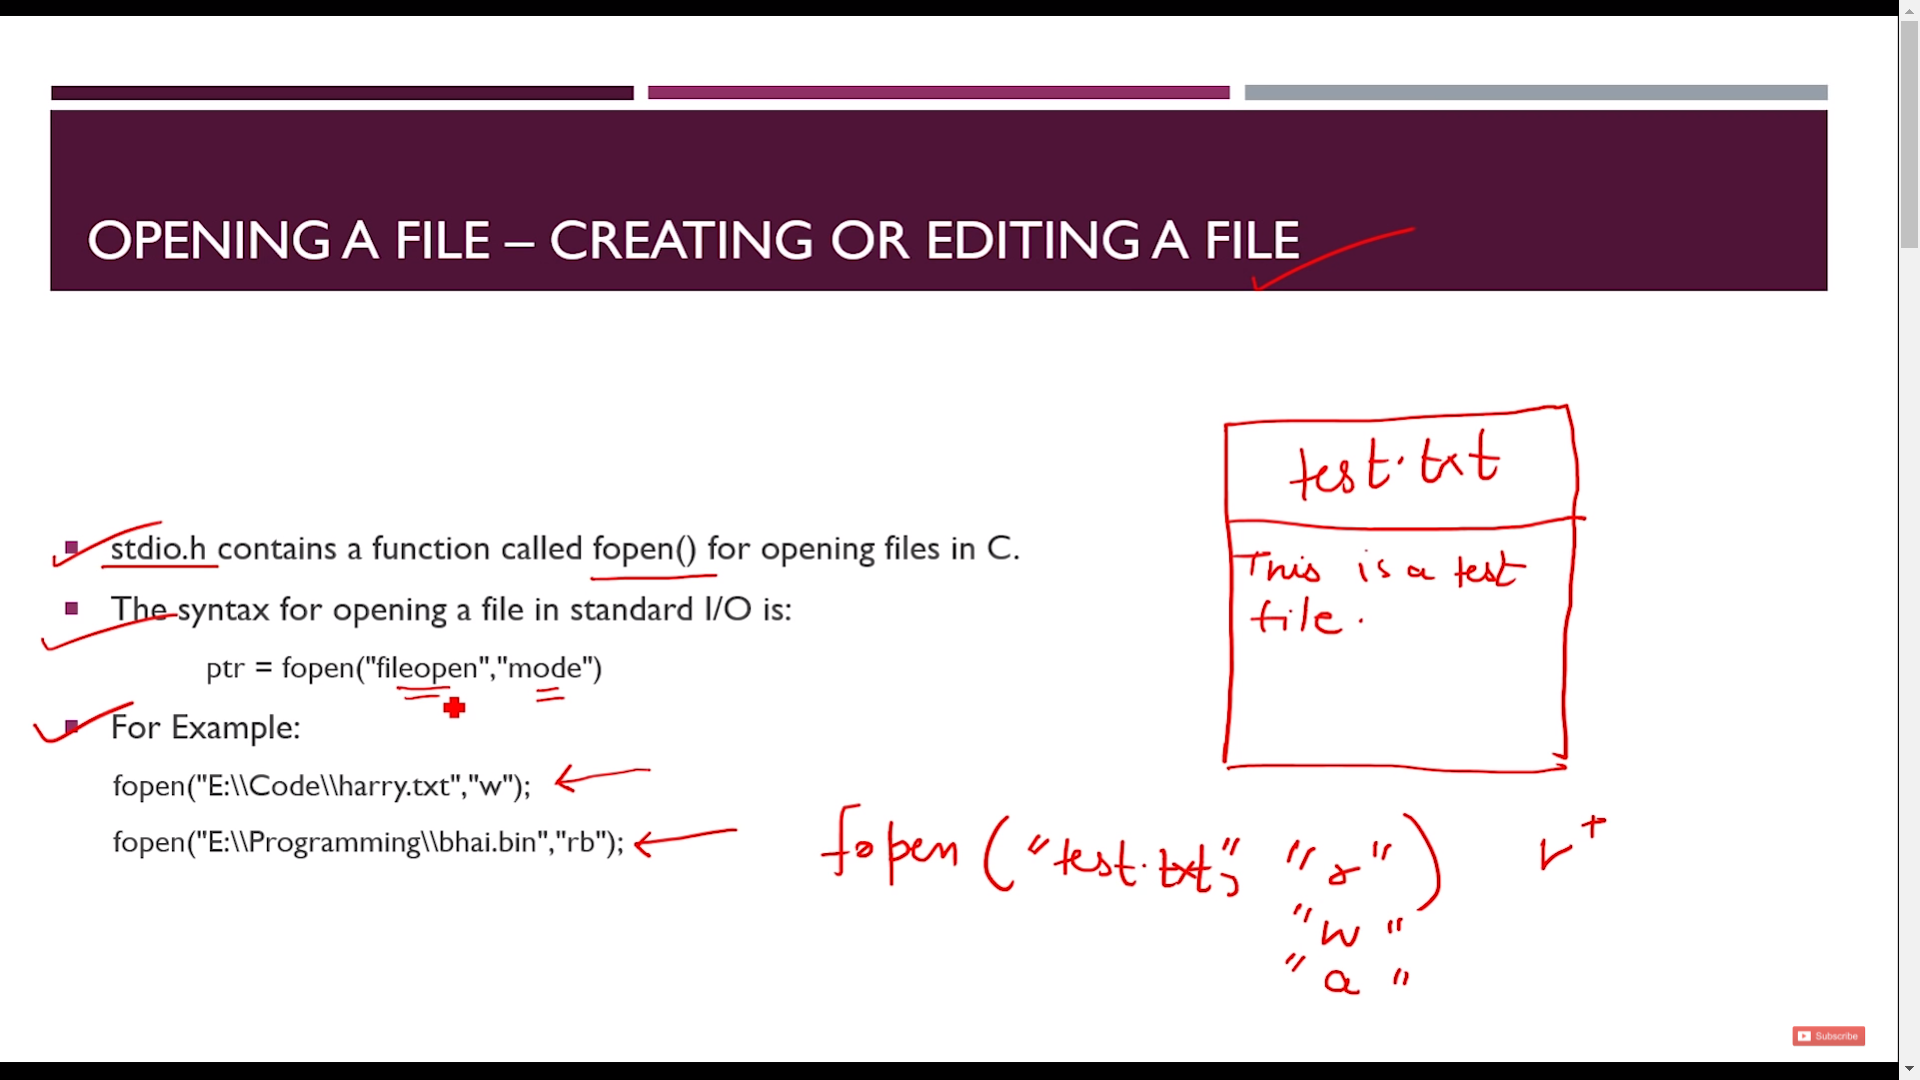 OPENING A FILE – CREATING OR EDITING A FILE
test.txt
This is a test
file.
stdio.h contains a function called fopen() for opening files in C.
The syntax for opening a file in standard I/O is:
ptr = fopen("fileopen","mode")
For Example:
fopen("E:\\Code\\harry.txt","w");
fopen("E:\\Programming\\bhai.bin","rb");
fopen("test.txt", "r")
"w"
"a"
r+
Subscribe